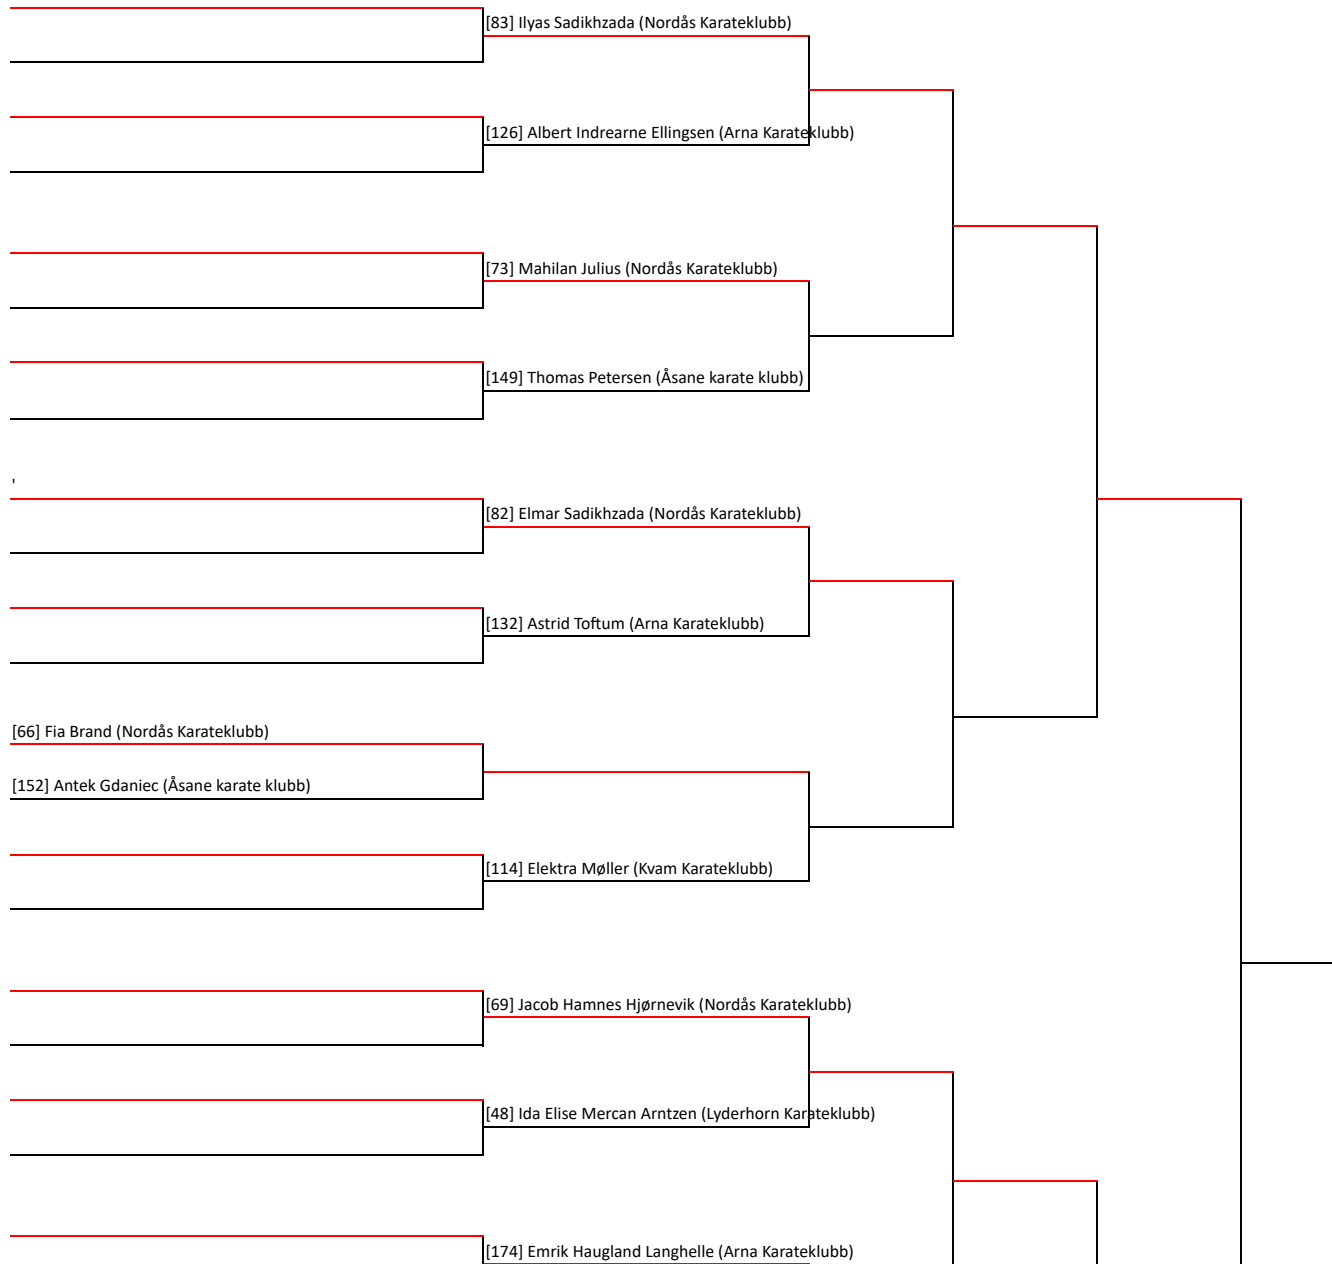 [83] Ilyas Sadikhzada (Nordås Karateklubb)
[126] Albert Indrearne Ellingsen (Arna Karateklubb)
[73] Mahilan Julius (Nordås Karateklubb)
[149] Thomas Petersen (Åsane karate klubb)
'
[82] Elmar Sadikhzada (Nordås Karateklubb)
[132] Astrid Toftum (Arna Karateklubb)
[66] Fia Brand (Nordås Karateklubb)
[152] Antek Gdaniec (Åsane karate klubb)
[114] Elektra Møller (Kvam Karateklubb)
[69] Jacob Hamnes Hjørnevik (Nordås Karateklubb)
[48] Ida Elise Mercan Arntzen (Lyderhorn Karateklubb)
[174] Emrik Haugland Langhelle (Arna Karateklubb)